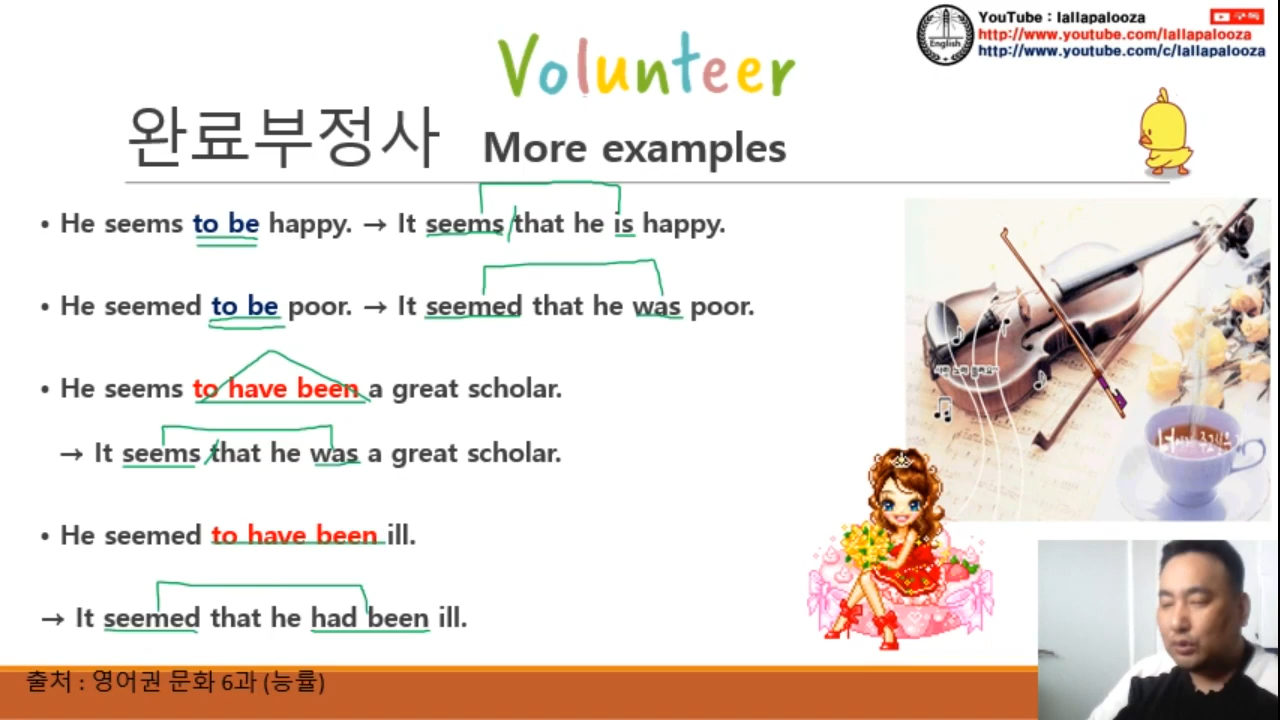 YouTube : lallapalooza
구독
http://www.youtube.com/lallapalooza
http://www.youtube.com/c/lallapalooza
English
Volunteer
완료부정사 More examples
• He seems to be happy. → It seems that he is happy.
• He seemed to be poor. → It seemed that he was poor.
• He seems to have been a great scholar.
→ It seems that he was a great scholar.
• He seemed to have been ill.
→ It seemed that he had been ill.
출처 : 영어권 문화 6과 (능률)